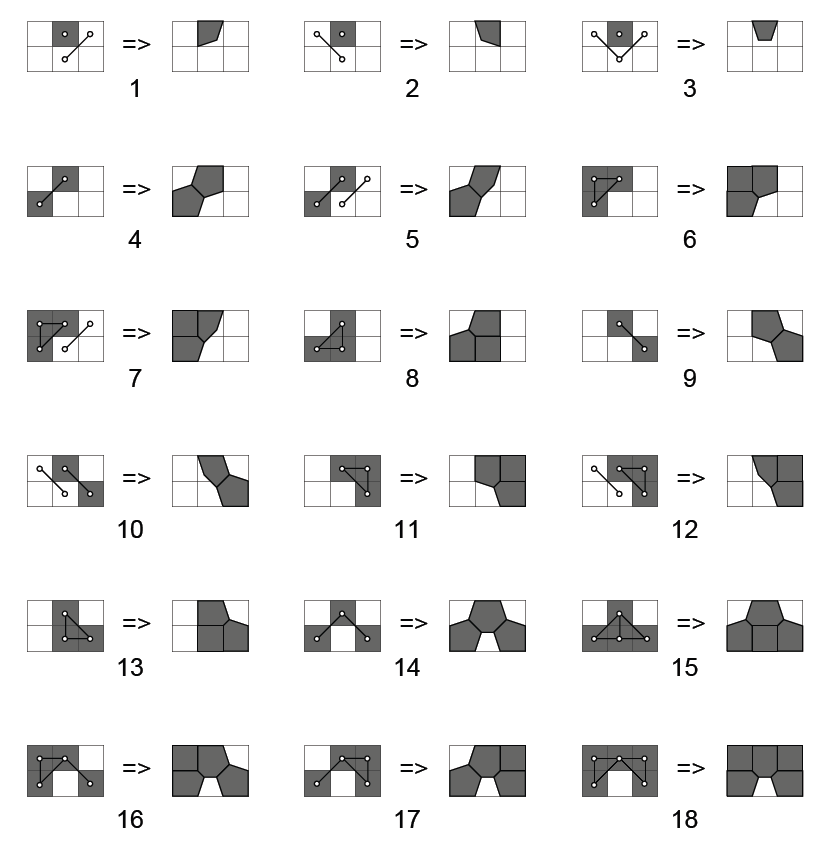 => => =>
1 2 3
=> => =>
4 5 6
=> => =>
7 8 9
=> => =>
10 11 12
=> => =>
13 14 15
=> => =>
16 17 18